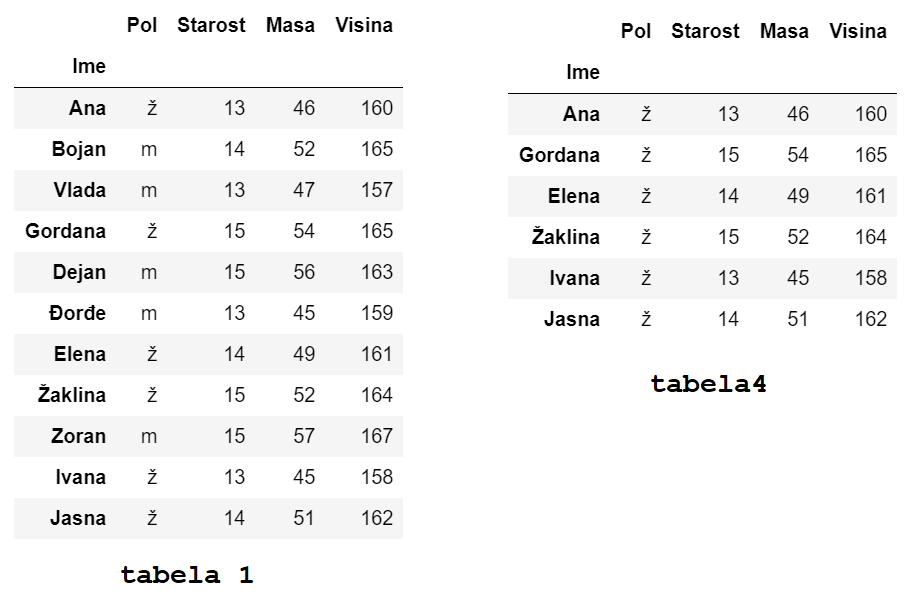 Pol Starost Masa Visina
Ime
Ana ž 13 46 160
Bojan m 14 52 165
Vlada m 13 47 157
Gordana ž 15 54 165
Dejan m 15 56 163
Đorđe m 13 45 159
Elena ž 14 49 161
Žaklina ž 15 52 164
Zoran m 15 57 167
Ivana ž 13 45 158
Jasna ž 14 51 162
tabela 1
Pol Starost Masa Visina
Ime
Ana ž 13 46 160
Gordana ž 15 54 165
Elena ž 14 49 161
Žaklina ž 15 52 164
Ivana ž 13 45 158
Jasna ž 14 51 162
tabela4